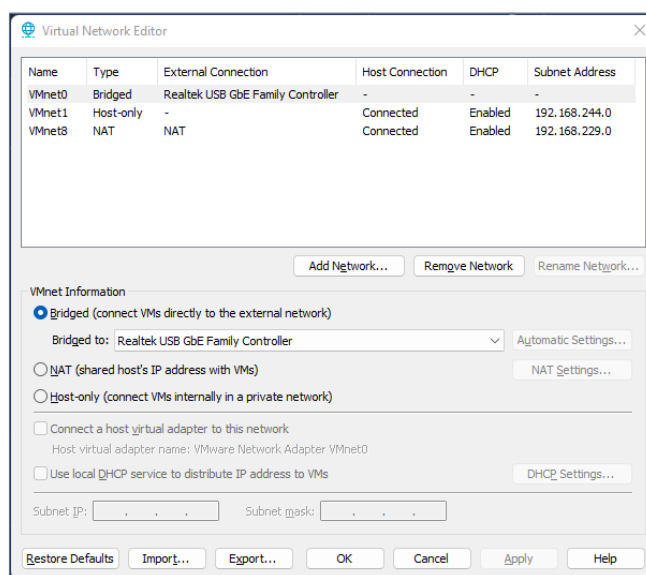 Virtual Network Editor
Name Type External Connection Host Connection DHCP Subnet Address
VMnet0 Bridged Realtek USB GbE Family Controller - - -
VMnet1 Host-only - Connected Enabled 192.168.244.0
VMnet8 NAT NAT Connected Enabled 192.168.229.0
Add Network... Remove Network Rename Network...
VMnet Information
Bridged (connect VMs directly to the external network)
Bridged to: Realtek USB GbE Family Controller Automatic Settings...
NAT (shared host's IP address with VMs) NAT Settings...
Host-only (connect VMs internally in a private network)
Connect a host virtual adapter to this network
Host virtual adapter name: VMware Network Adapter VMnet0
Use local DHCP service to distribute IP address to VMs DHCP Settings...
Subnet IP: . . . Subnet mask: . . .
Restore Defaults Import... Export... OK Cancel Apply Help